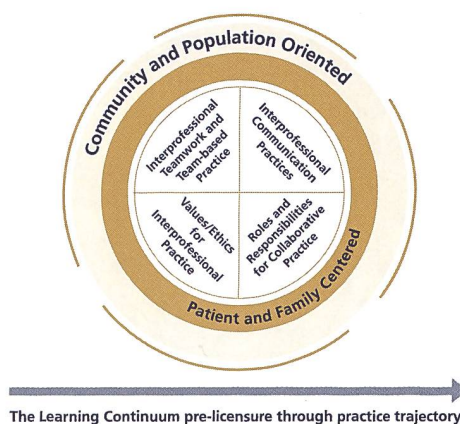 Community and Population Oriented
Interprofessional
Teamwork and
Team-based
Practice
Interprofessional
Communication
Practices
Values/Ethics
for
Interprofessional
Practice
Roles and
Responsibilities
for Collaborative
Practice
Patient and Family Centered
The Learning Continuum pre-licensure through practice trajectory